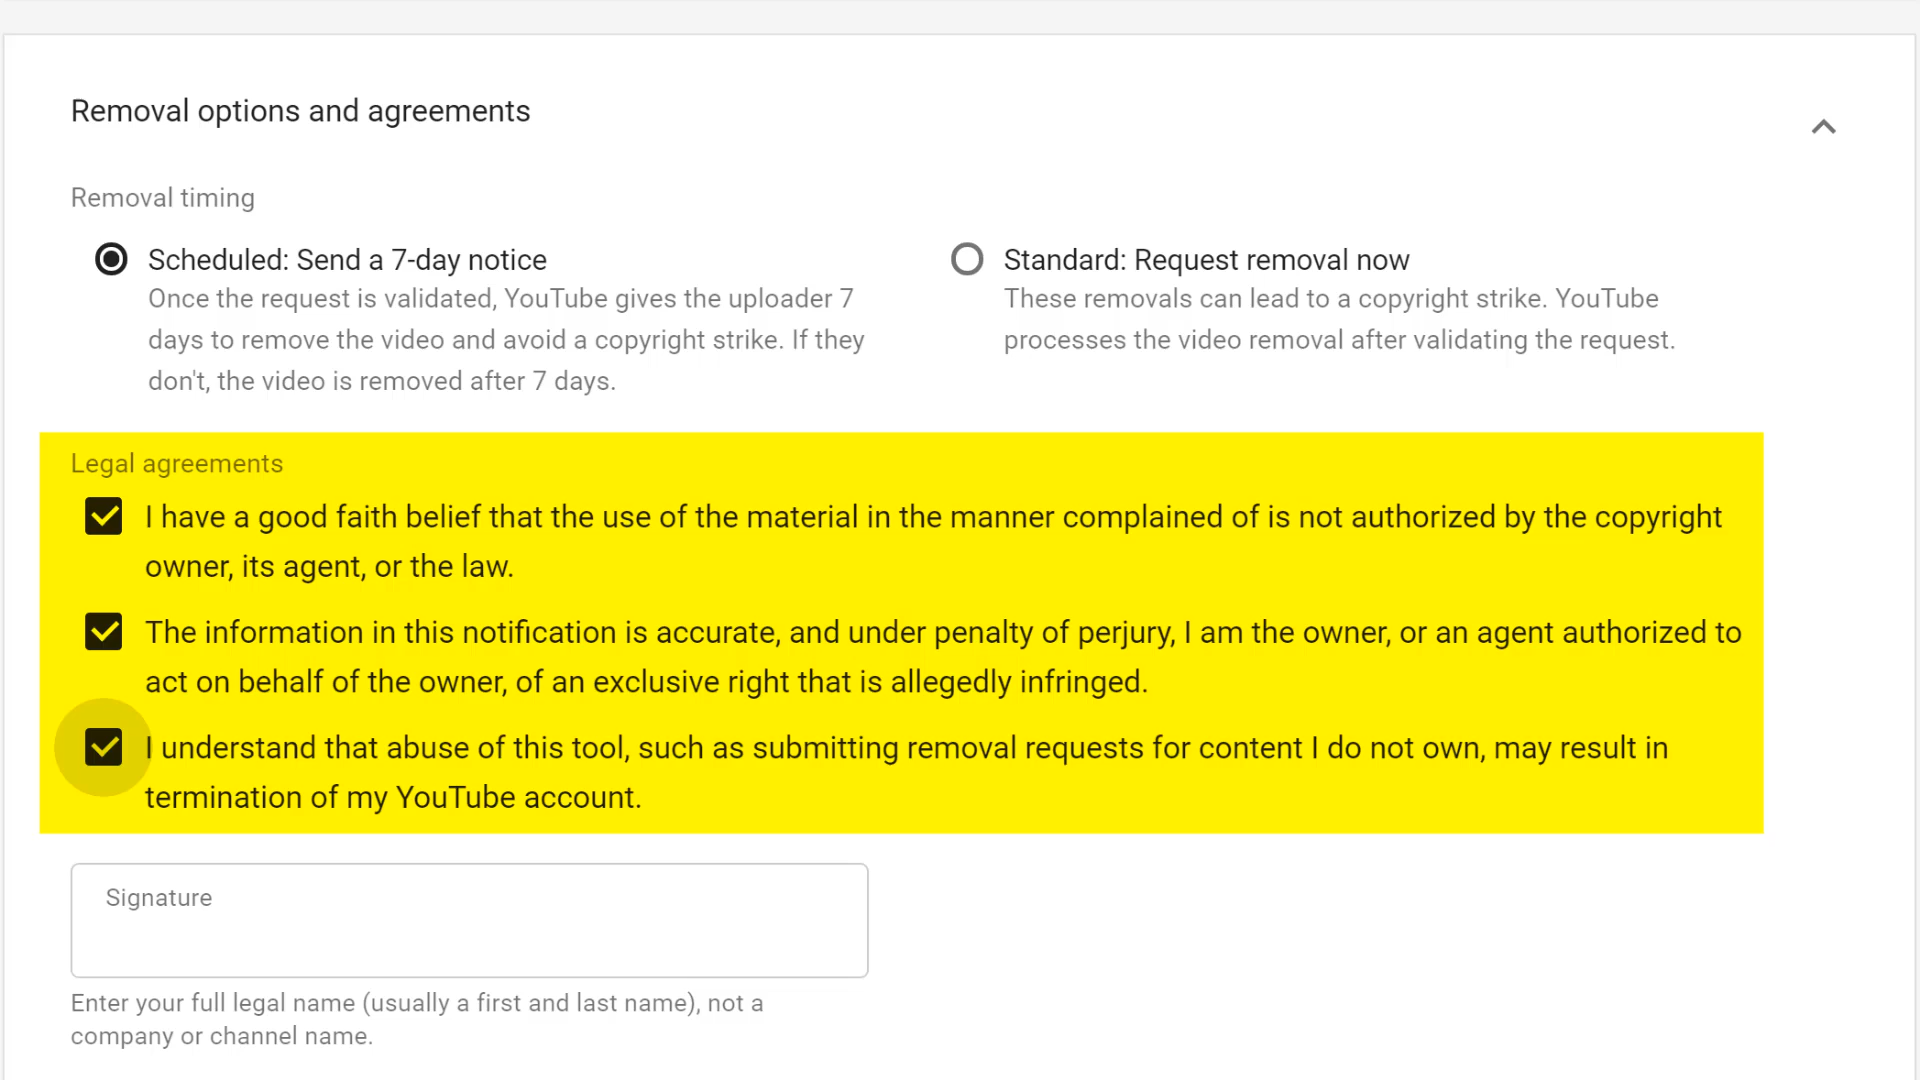 Removal options and agreements
Removal timing
Scheduled: Send a 7-day notice
Once the request is validated, YouTube gives the uploader 7
days to remove the video and avoid a copyright strike. If they
don't, the video is removed after 7 days.
Standard: Request removal now
These removals can lead to a copyright strike. YouTube
processes the video removal after validating the request.
Legal agreements
I have a good faith belief that the use of the material in the manner complained of is not authorized by the copyright
owner, its agent, or the law.
The information in this notification is accurate, and under penalty of perjury, I am the owner, or an agent authorized to
act on behalf of the owner, of an exclusive right that is allegedly infringed.
I understand that abuse of this tool, such as submitting removal requests for content I do not own, may result in
termination of my YouTube account.
Signature
Enter your full legal name (usually a first and last name), not a
company or channel name.